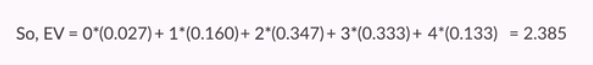 So, EV = 0*(0.027) + 1*(0.160)+ 2*(0.347)+ 3*(0.333)+ 4*(0.133) = 2.385